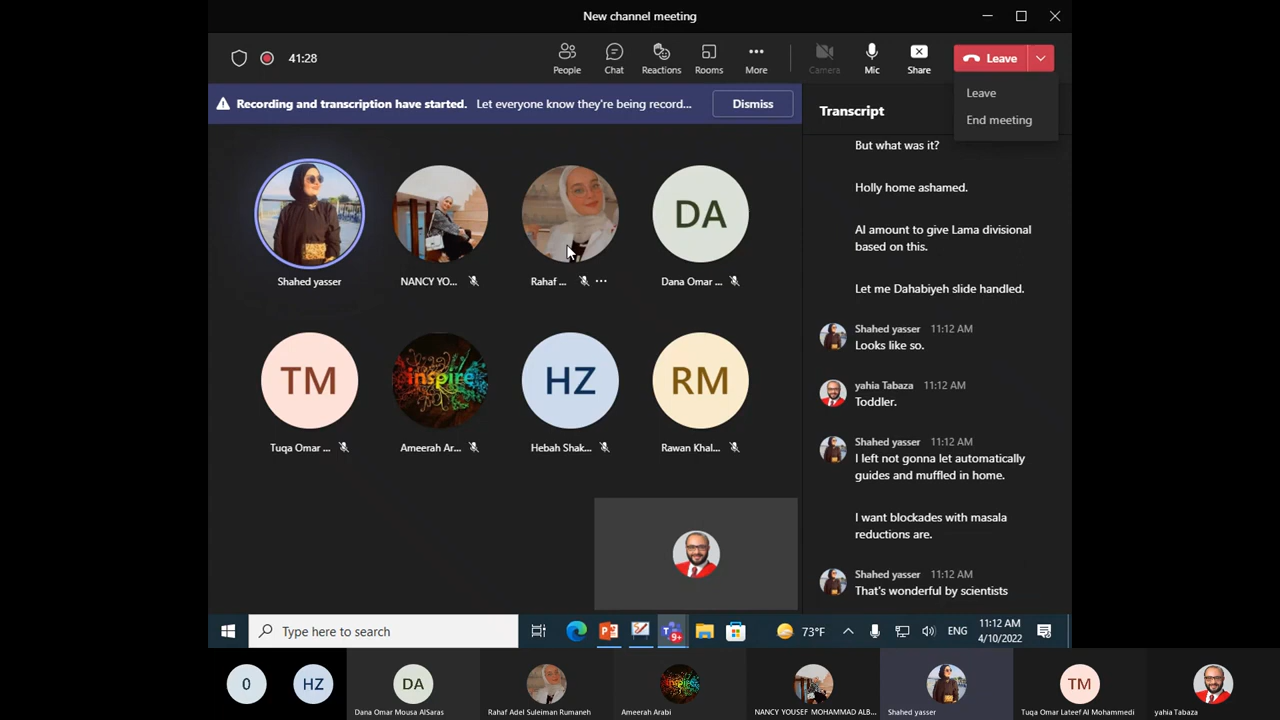 New channel meeting
41:28
People
Chat
Reactions
Rooms
More
Camera
Mic
Share
Leave
Recording and transcription have started. Let everyone know they're being record...
Dismiss
Transcript
Leave
End meeting
But what was it?
Holly home ashamed.
Al amount to give Lama divisional
based on this.
Let me Dahabiyeh slide handled.
Shahed yasser 11:12 AM
Looks like so.
yahia Tabaza 11:12 AM
Toddler.
Shahed yasser 11:12 AM
I left not gonna let automatically
guides and muffled in home.
I want blockades with masala
reductions are.
Shahed yasser 11:12 AM
That's wonderful by scientists
Shahed yasser
NANCY YO...
Rahaf ...
DA
Dana Omar ...
TM
Tuqa Omar ...
inspire
Ameerah Ar...
HZ
Hebah Shak...
RM
Rawan Khal...
Type here to search
9+
73°F
ENG
11:12 AM
4/10/2022
0
HZ
DA
Dana Omar Mousa AlSaras
Rahaf Adel Suleiman Rumaneh
Ameerah Arabi
NANCY YOUSEF MOHAMMAD ALB...
Shahed yasser
TM
Tuqa Omar Lateef Al Mohammedi
yahia Tabaza